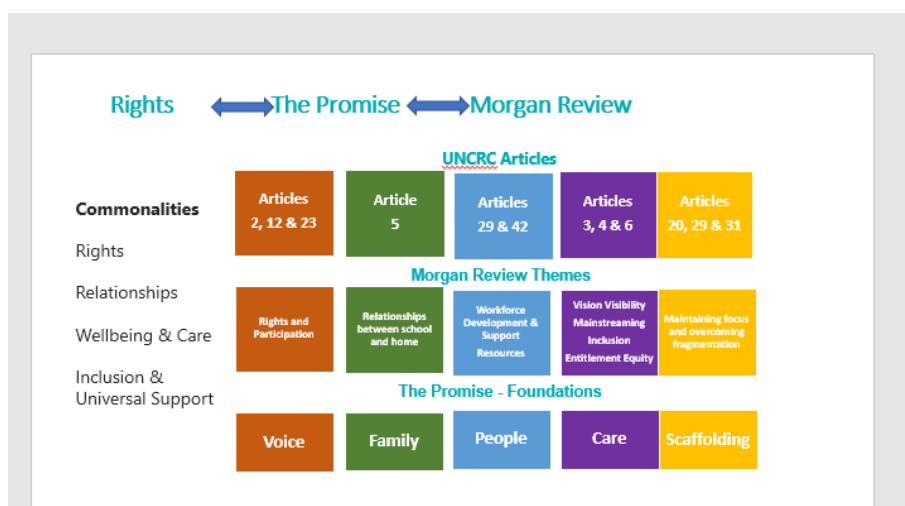 Rights The Promise Morgan Review
UNCRC Articles
Commonalities
Rights
Relationships
Wellbeing & Care
Inclusion &
Universal Support
Articles
2, 12 & 23
Article
5
Articles
29 & 42
Articles
3, 4 & 6
Articles
20, 29 & 31
Morgan Review Themes
Rights and
Participation
Relationships
between school
and home
Workforce
Development &
Support
Resources
Vision Visibility
Mainstreaming
Inclusion
Entitlement Equity
Maintaining focus
and overcoming
fragmentation
The Promise - Foundations
Voice
Family
People
Care
Scaffolding